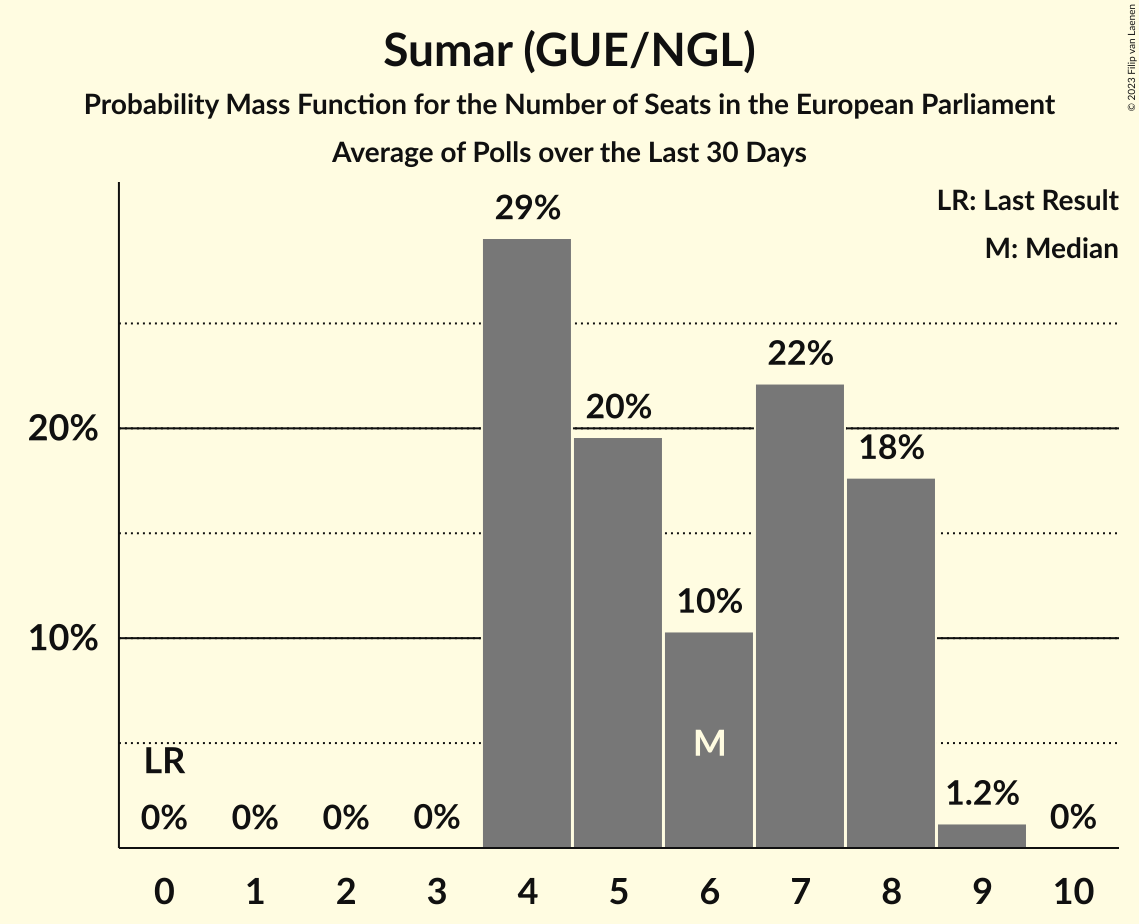 Sumar (GUE/NGL)
Probability Mass Function for the Number of Seats in the European Parliament
Average of Polls over the Last 30 Days
© 2023 Filip van Laenen
LR: Last Result
M: Median
29%
22%
20%
20%
18%
10%
10%
M
LR
1.2%
0%
0%
0%
0%
0%
0 1 2 3 4 5 6 7 8 9 10